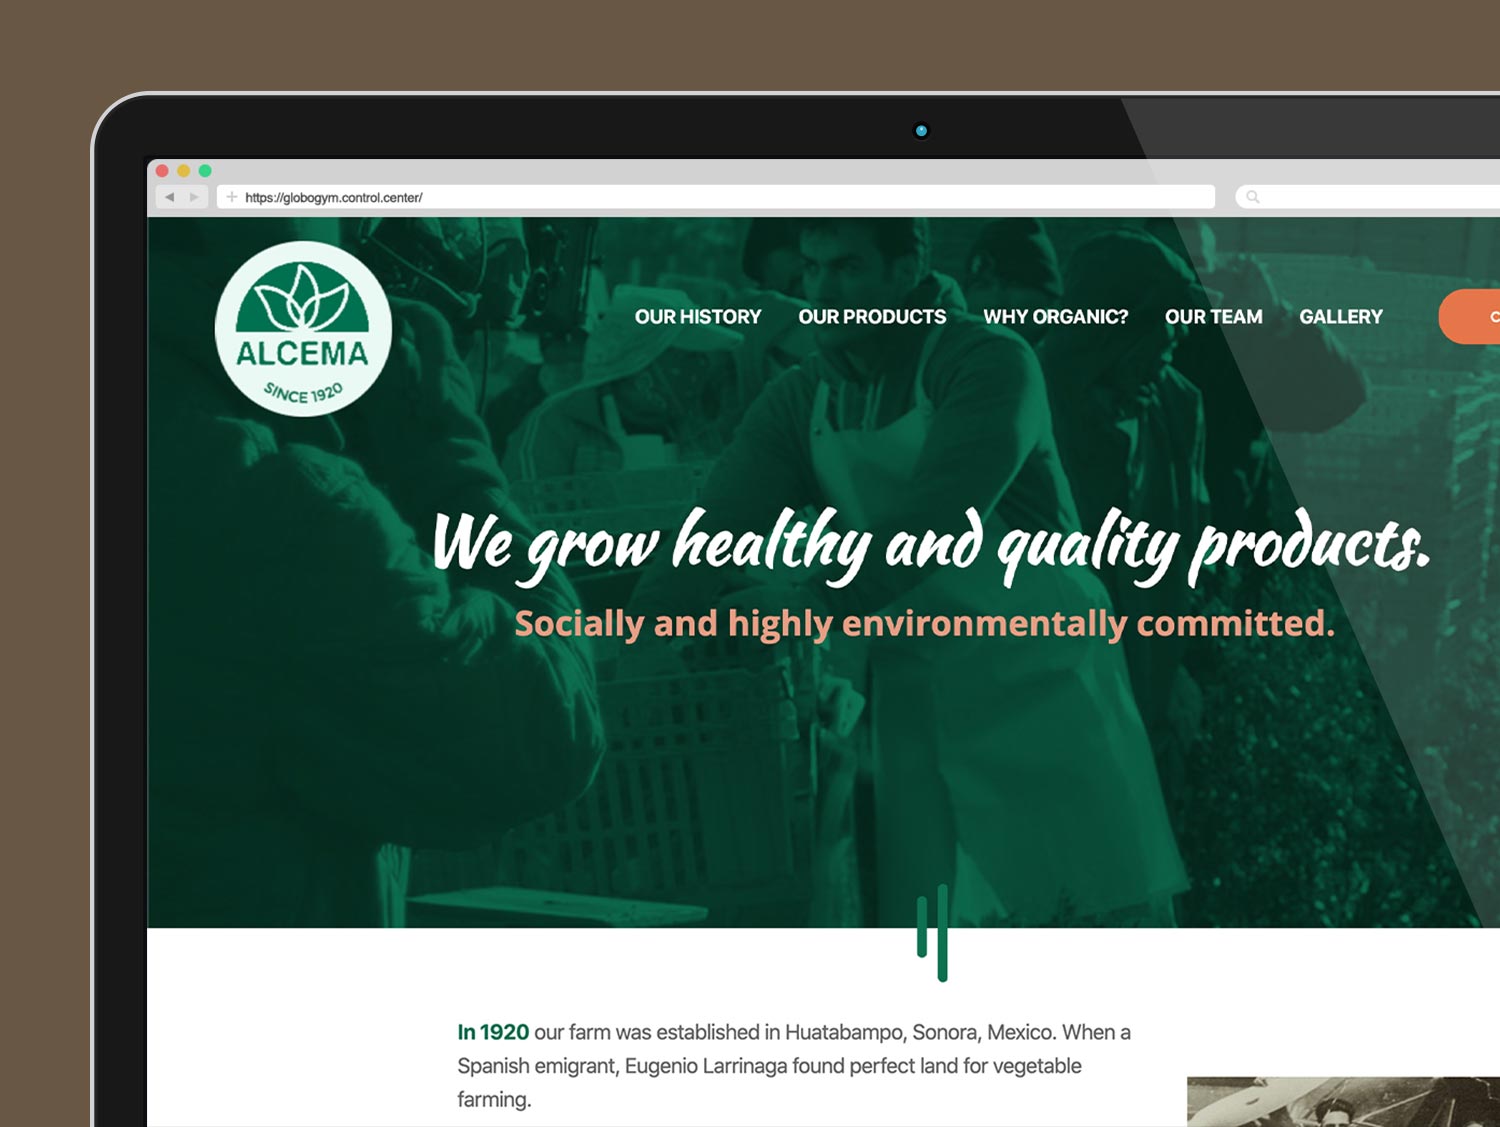 https://globogym.control.center/
ALCEMA
SINCE 1920
OUR HISTORY OUR PRODUCTS WHY ORGANIC? OUR TEAM GALLERY
We grow healthy and quality products.
Socially and highly environmentally committed.
In 1920 our farm was established in Huatabampo, Sonora, Mexico. When a
Spanish emigrant, Eugenio Larrinaga found perfect land for vegetable
farming.